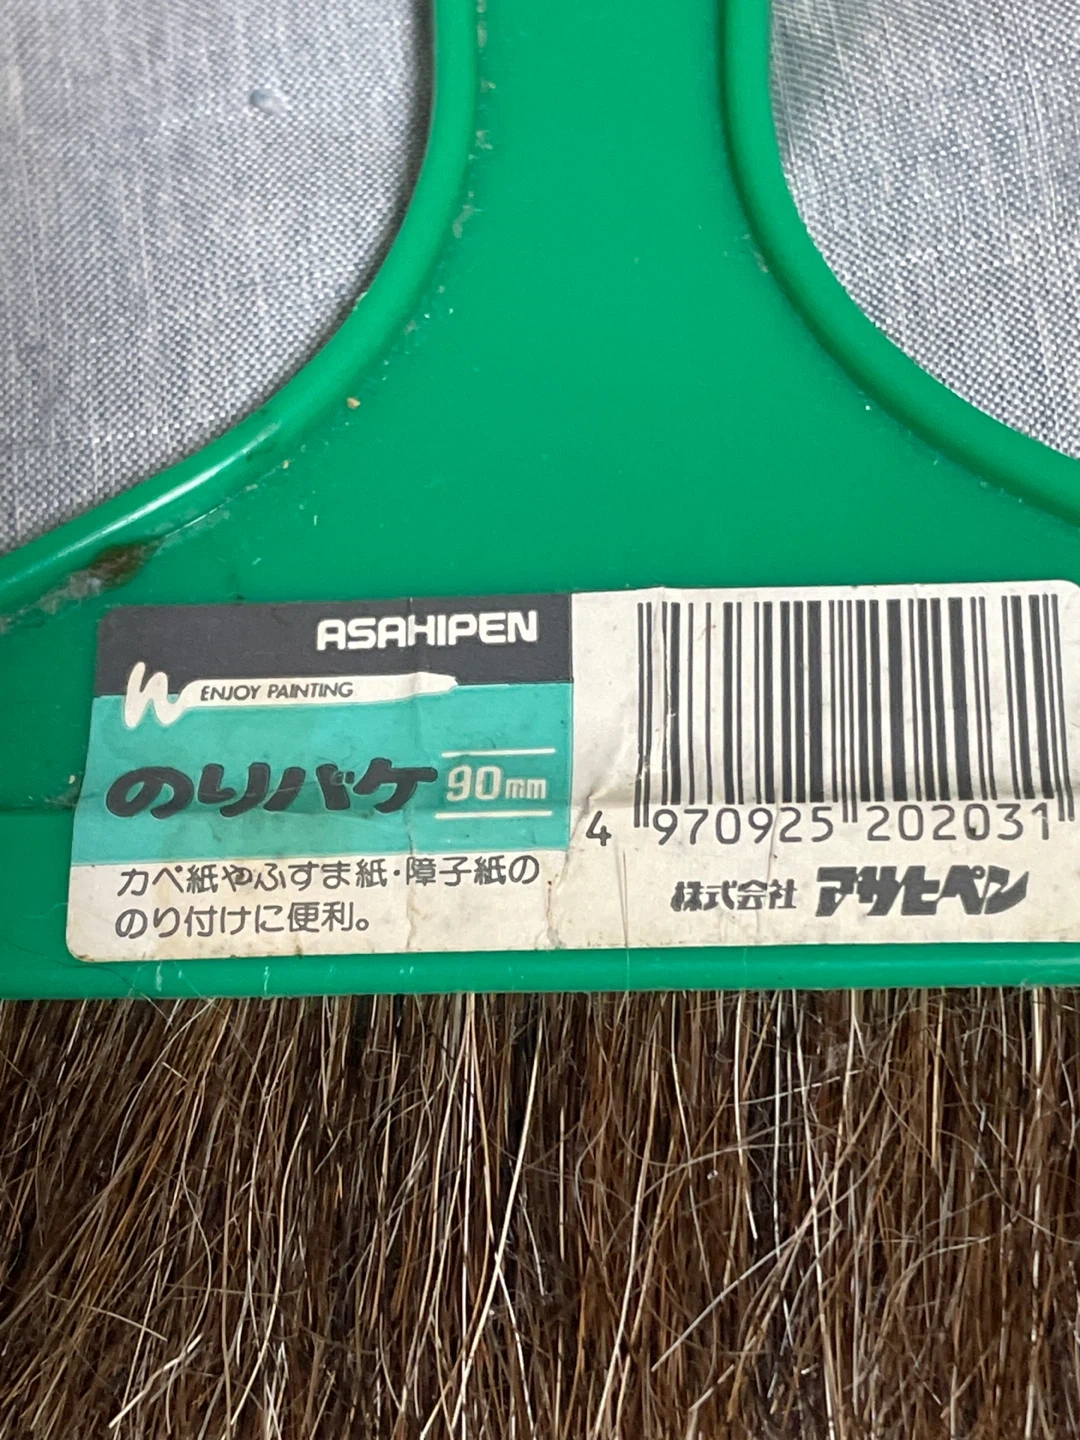 ASAHIPEN
ENJOY PAINTING
のりバケ 90mm
カベ紙やふすま紙・障子紙の
のり付けに便利。
4 970925 202031
株式会社 アサヒペン